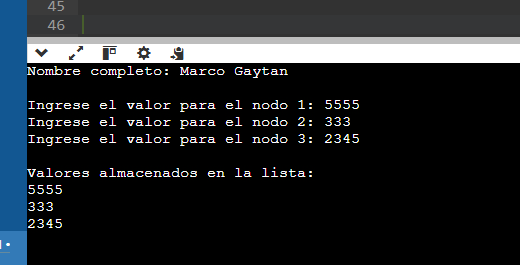 45
46
Nombre completo: Marco Gaytan
Ingrese el valor para el nodo 1: 5555
Ingrese el valor para el nodo 2: 333
Ingrese el valor para el nodo 3: 2345
Valores almacenados en la lista:
5555
333
2345